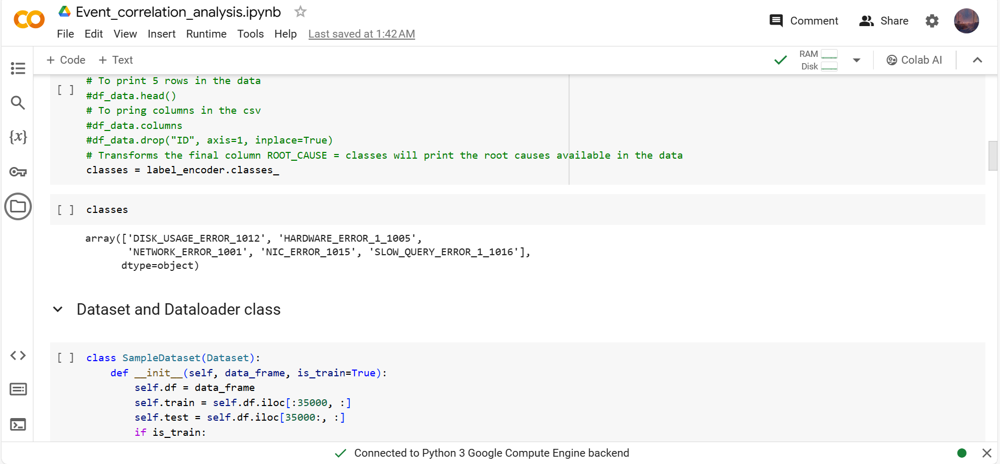 Event_correlation_analysis.ipynb
File Edit View Insert Runtime Tools Help Last saved at 1:42 AM
Comment
Share
+ Code + Text
RAM
Disk
Colab AI
# To print 5 rows in the data
[ ]
#df_data.head()
# To pring columns in the csv
#df_data.columns
#df_data.drop("ID", axis=1, inplace=True)
# Transforms the final column ROOT_CAUSE = classes will print the root causes available in the data
classes = label_encoder.classes_
[ ] classes
array(['DISK_USAGE_ERROR_1012', 'HARDWARE_ERROR_1_1005',
'NETWORK_ERROR_1001', 'NIC_ERROR_1015', 'SLOW_QUERY_ERROR_1_1016'],
dtype=object)
Dataset and Dataloader class
[ ] class SampleDataset(Dataset):
def __init__(self, data_frame, is_train=True):
self.df = data_frame
self.train = self.df.iloc[:35000, :]
self.test = self.df.iloc[35000:, :]
if is_train:
Connected to Python 3 Google Compute Engine backend